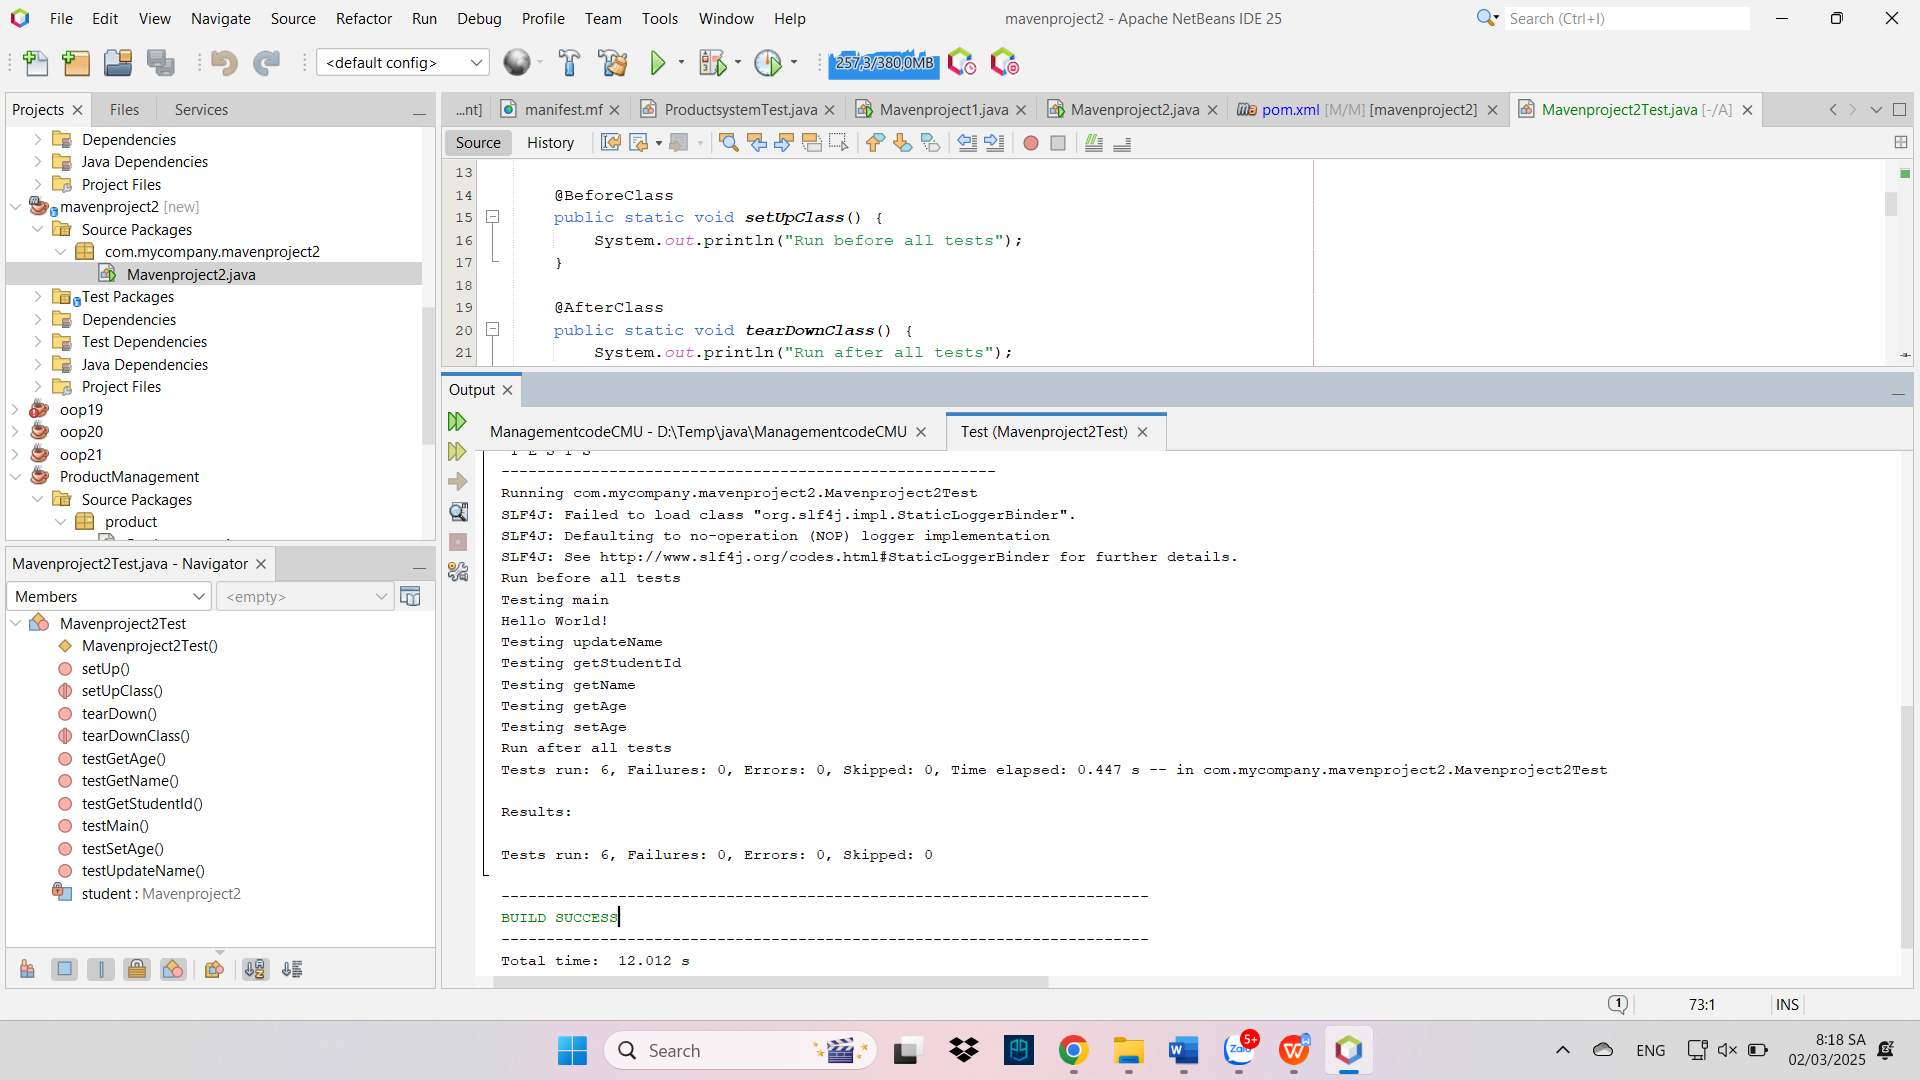 File Edit View Navigate Source Refactor Run Debug Profile Team Tools Window Help
mavenproject2 - Apache NetBeans IDE 25
Search (Ctrl+I)
<default config>
257,3/380,0MB
Projects
Files
Services
...nt]
manifest.mf
ProductsystemTest.java
Mavenproject1.java
Mavenproject2.java
pom.xml [M/M] [mavenproject2]
Mavenproject2Test.java [-/A]
Source
History
Dependencies
Java Dependencies
Project Files
mavenproject2 [new]
Source Packages
com.mycompany.mavenproject2
Mavenproject2.java
Test Packages
Dependencies
Test Dependencies
Java Dependencies
Project Files
oop19
oop20
oop21
ProductManagement
Source Packages
product
13
14 @BeforeClass
15 public static void setUpClass() {
16 System.out.println("Run before all tests");
17 }
18
19 @AfterClass
20 public static void tearDownClass() {
21 System.out.println("Run after all tests");
Mavenproject2Test.java - Navigator
Members
<empty>
Mavenproject2Test
Mavenproject2Test()
setUp()
setUpClass()
tearDown()
tearDownClass()
testGetAge()
testGetName()
testGetStudentId()
testMain()
testSetAge()
testUpdateName()
student : Mavenproject2
Output
ManagementcodeCMU - D:\Temp\java\ManagementcodeCMU
Test (Mavenproject2Test)
T E S T S
-------------------------------------------------------
Running com.mycompany.mavenproject2.Mavenproject2Test
SLF4J: Failed to load class "org.slf4j.impl.StaticLoggerBinder".
SLF4J: Defaulting to no-operation (NOP) logger implementation
SLF4J: See http://www.slf4j.org/codes.html#StaticLoggerBinder for further details.
Run before all tests
Testing main
Hello World!
Testing updateName
Testing getStudentId
Testing getName
Testing getAge
Testing setAge
Run after all tests
Tests run: 6, Failures: 0, Errors: 0, Skipped: 0, Time elapsed: 0.447 s -- in com.mycompany.mavenproject2.Mavenproject2Test
Results:
Tests run: 6, Failures: 0, Errors: 0, Skipped: 0
------------------------------------------------------------------------
BUILD SUCCESS
------------------------------------------------------------------------
Total time:  12.012 s
1
73:1
INS
Search
5+
Zalo
ENG
8:18 SA
02/03/2025